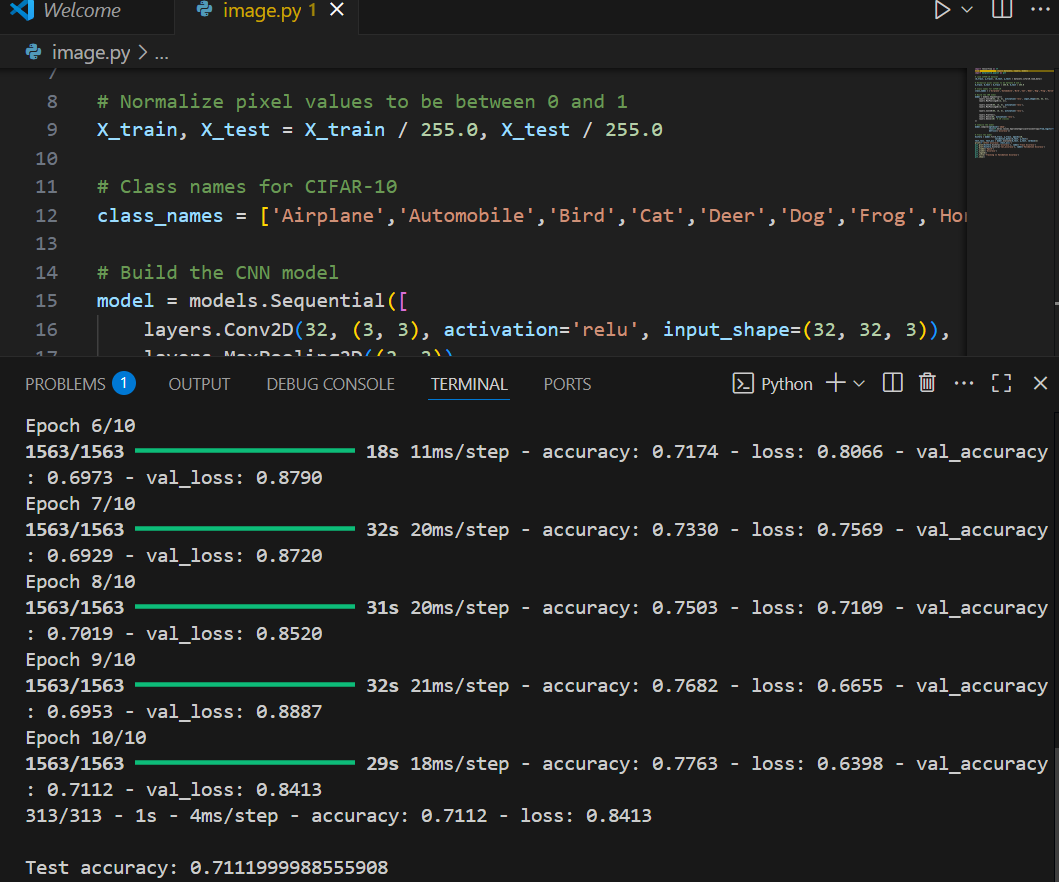 Welcome
image.py 1
image.py > ...
7
8 # Normalize pixel values to be between 0 and 1
9 X_train, X_test = X_train / 255.0, X_test / 255.0
10
11 # Class names for CIFAR-10
12 class_names = ['Airplane','Automobile','Bird','Cat','Deer','Dog','Frog','Hor
13
14 # Build the CNN model
15 model = models.Sequential([
16 layers.Conv2D(32, (3, 3), activation='relu', input_shape=(32, 32, 3)),
17 layers.MaxPooling2D((2, 2))
PROBLEMS 1 OUTPUT DEBUG CONSOLE TERMINAL PORTS Python
Epoch 6/10
1563/1563 18s 11ms/step - accuracy: 0.7174 - loss: 0.8066 - val_accuracy
: 0.6973 - val_loss: 0.8790
Epoch 7/10
1563/1563 32s 20ms/step - accuracy: 0.7330 - loss: 0.7569 - val_accuracy
: 0.6929 - val_loss: 0.8720
Epoch 8/10
1563/1563 31s 20ms/step - accuracy: 0.7503 - loss: 0.7109 - val_accuracy
: 0.7019 - val_loss: 0.8520
Epoch 9/10
1563/1563 32s 21ms/step - accuracy: 0.7682 - loss: 0.6655 - val_accuracy
: 0.6953 - val_loss: 0.8887
Epoch 10/10
1563/1563 29s 18ms/step - accuracy: 0.7763 - loss: 0.6398 - val_accuracy
: 0.7112 - val_loss: 0.8413
313/313 - 1s - 4ms/step - accuracy: 0.7112 - loss: 0.8413
Test accuracy: 0.7111999988555908